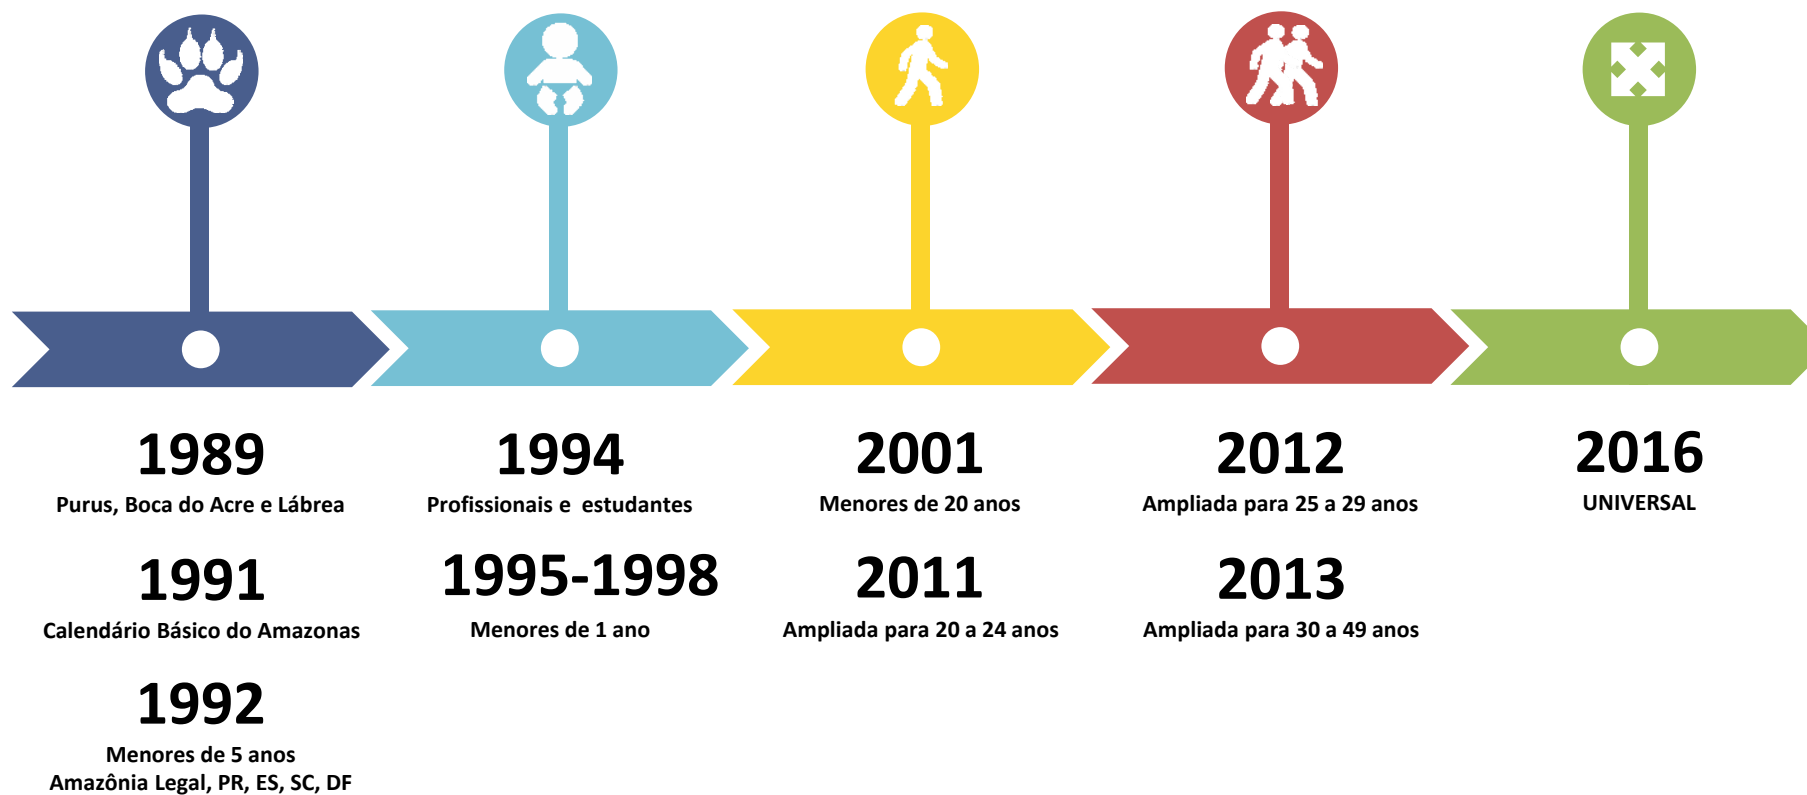 1989
Purus, Boca do Acre e Lábrea
1991
Calendário Básico do Amazonas
1992
Menores de 5 anos
Amazônia Legal, PR, ES, SC, DF
1994
Profissionais e estudantes
1995-1998
Menores de 1 ano
2001
Menores de 20 anos
2011
Ampliada para 20 a 24 anos
2012
Ampliada para 25 a 29 anos
2013
Ampliada para 30 a 49 anos
2016
UNIVERSAL